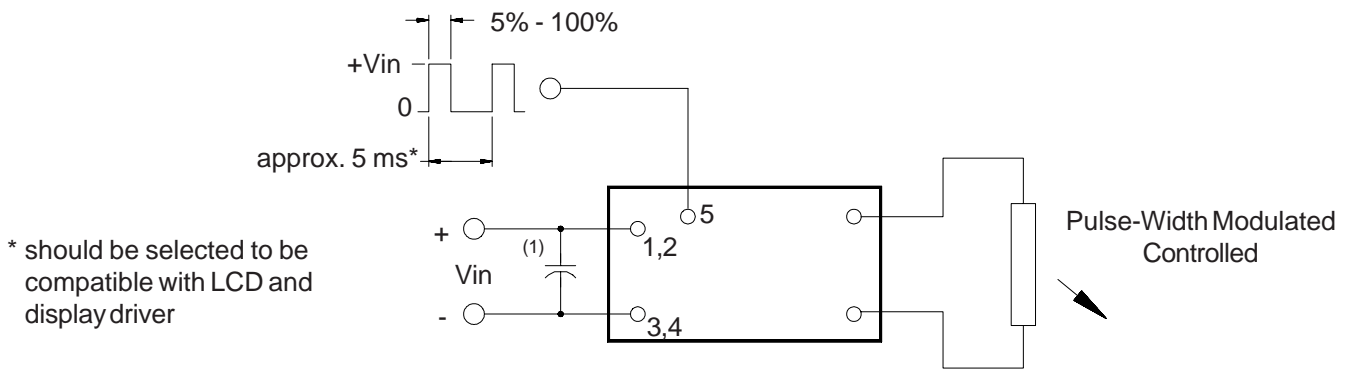 5% - 100%
+Vin
0
approx. 5 ms*
* should be selected to be
compatible with LCD and
display driver
+
(1)
Vin
-
5
1,2
3,4
Pulse-Width Modulated
Controlled